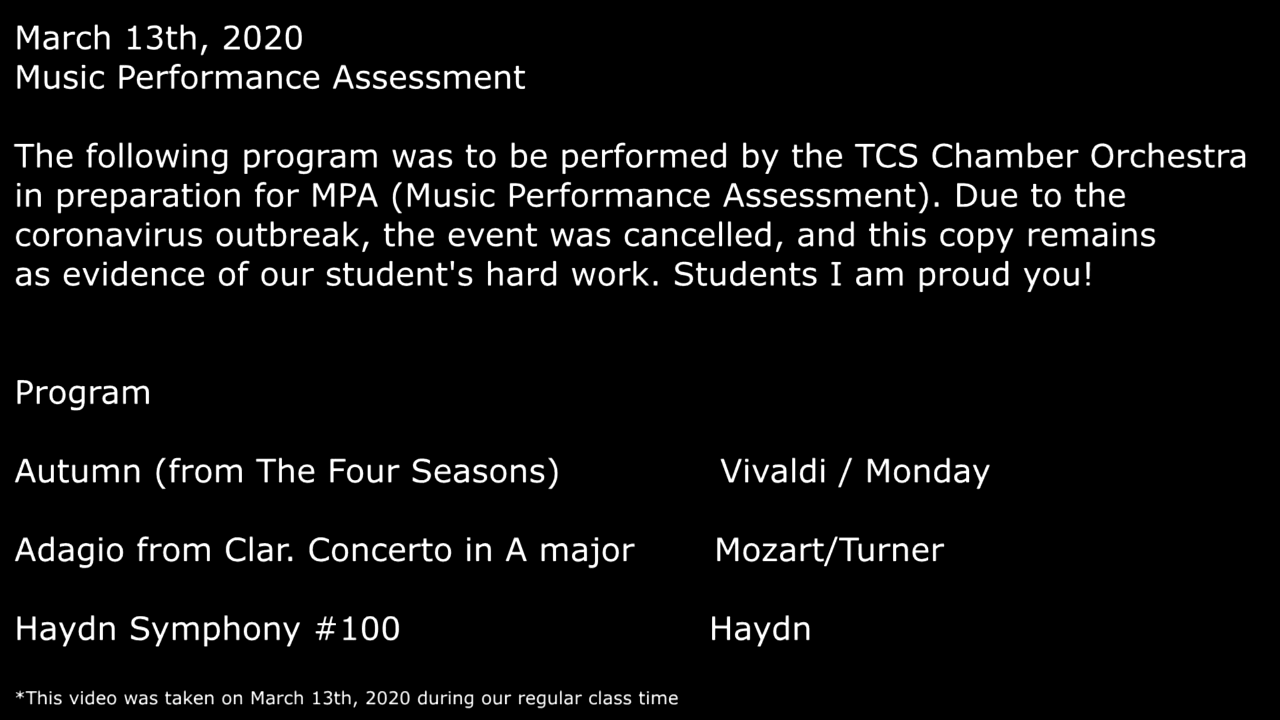 March 13th, 2020
Music Performance Assessment
The following program was to be performed by the TCS Chamber Orchestra
in preparation for MPA (Music Performance Assessment). Due to the
coronavirus outbreak, the event was cancelled, and this copy remains
as evidence of our student's hard work. Students I am proud you!
Program
Autumn (from The Four Seasons) Vivaldi / Monday
Adagio from Clar. Concerto in A major Mozart/Turner
Haydn Symphony #100 Haydn
*This video was taken on March 13th, 2020 during our regular class time